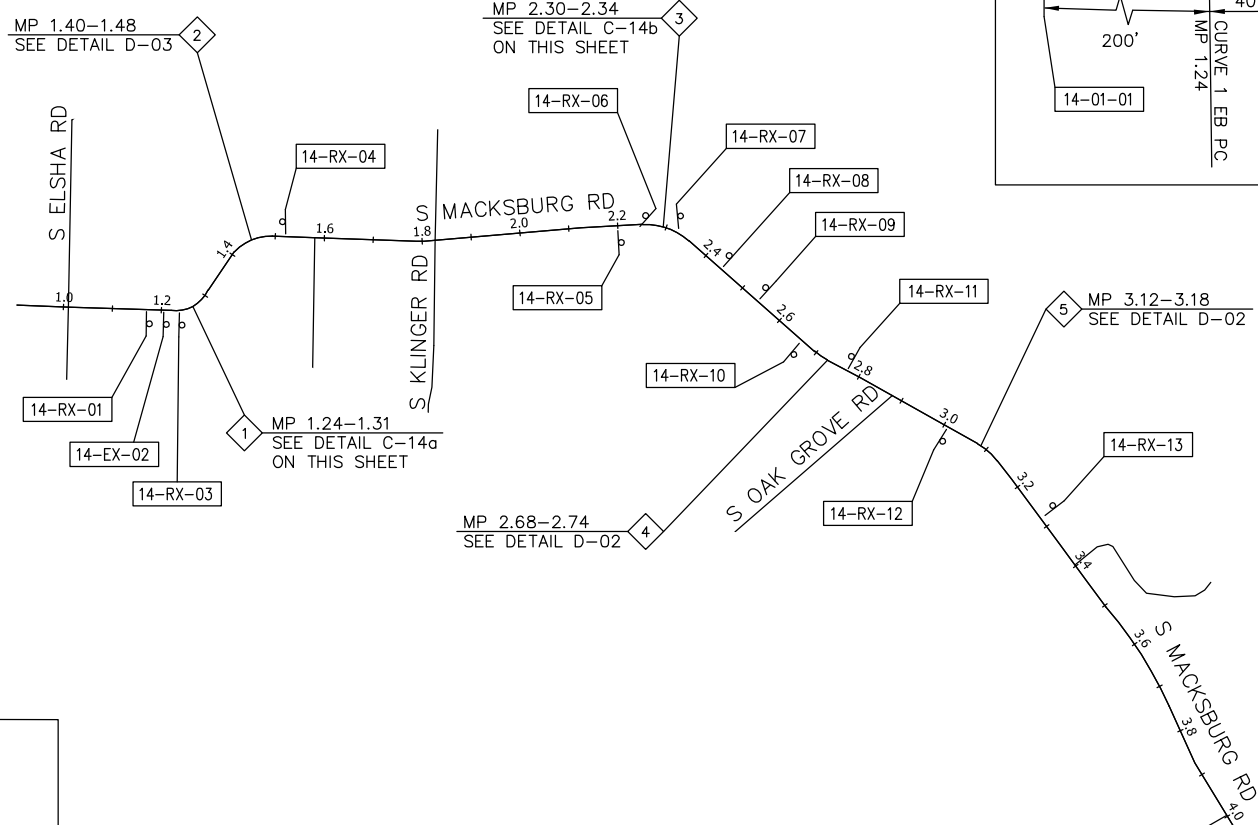 MP 1.40–1.48
SEE DETAIL D–03
2
MP 2.30–2.34
SEE DETAIL C–14b
ON THIS SHEET
3
200'
40
CURVE 1 EB PC
MP 1.24
14–01–01
S ELSHA RD
14–RX–04
14–RX–06
14–RX–07
14–RX–08
14–RX–09
S MACKSBURG RD
S KLINGER RD
1.0
1.2
1.4
1.6
1.8
2.0
2.2
2.4
2.6
2.8
3.0
3.2
3.4
3.6
3.8
4.0
14–RX–05
14–RX–11
5
MP 3.12–3.18
SEE DETAIL D–02
14–RX–01
14–EX–02
14–RX–03
1
MP 1.24–1.31
SEE DETAIL C–14a
ON THIS SHEET
14–RX–10
S OAK GROVE RD
14–RX–12
14–RX–13
MP 2.68–2.74
SEE DETAIL D–02
4
S MACKSBURG RD